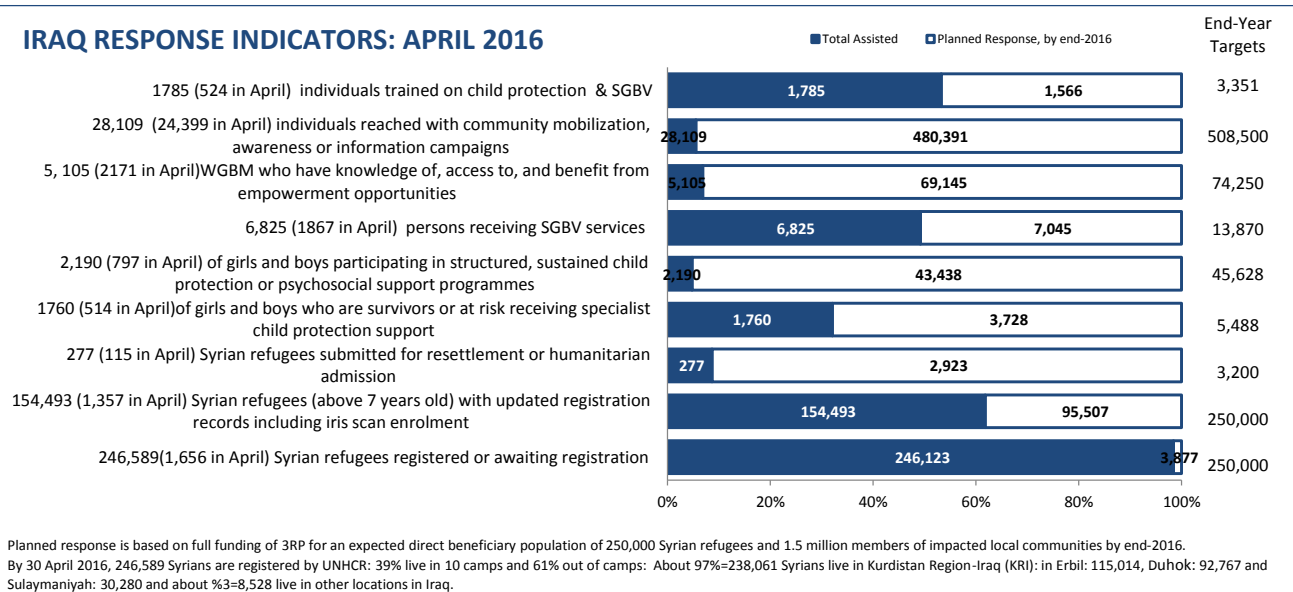 IRAQ RESPONSE INDICATORS: APRIL 2016
Total Assisted
Planned Response, by end-2016
End-Year
Targets
1785 (524 in April) individuals trained on child protection & SGBV
1,785
1,566
3,351
28,109 (24,399 in April) individuals reached with community mobilization,
awareness or information campaigns
28,109
480,391
508,500
5, 105 (2171 in April)WGBM who have knowledge of, access to, and benefit from
empowerment opportunities
5,105
69,145
74,250
6,825 (1867 in April) persons receiving SGBV services
6,825
7,045
13,870
2,190 (797 in April) of girls and boys participating in structured, sustained child
protection or psychosocial support programmes
2,190
43,438
45,628
1760 (514 in April)of girls and boys who are survivors or at risk receiving specialist
child protection support
1,760
3,728
5,488
277 (115 in April) Syrian refugees submitted for resettlement or humanitarian
admission
277
2,923
3,200
154,493 (1,357 in April) Syrian refugees (above 7 years old) with updated registration
records including iris scan enrolment
154,493
95,507
250,000
246,589(1,656 in April) Syrian refugees registered or awaiting registration
246,123
3,877
250,000
0%
20%
40%
60%
80%
100%
Planned response is based on full funding of 3RP for an expected direct beneficiary population of 250,000 Syrian refugees and 1.5 million members of impacted local communities by end-2016.
By 30 April 2016, 246,589 Syrians are registered by UNHCR: 39% live in 10 camps and 61% out of camps: About 97%=238,061 Syrians live in Kurdistan Region-Iraq (KRI): in Erbil: 115,014, Duhok: 92,767 and
Sulaymaniyah: 30,280 and about %3=8,528 live in other locations in Iraq.